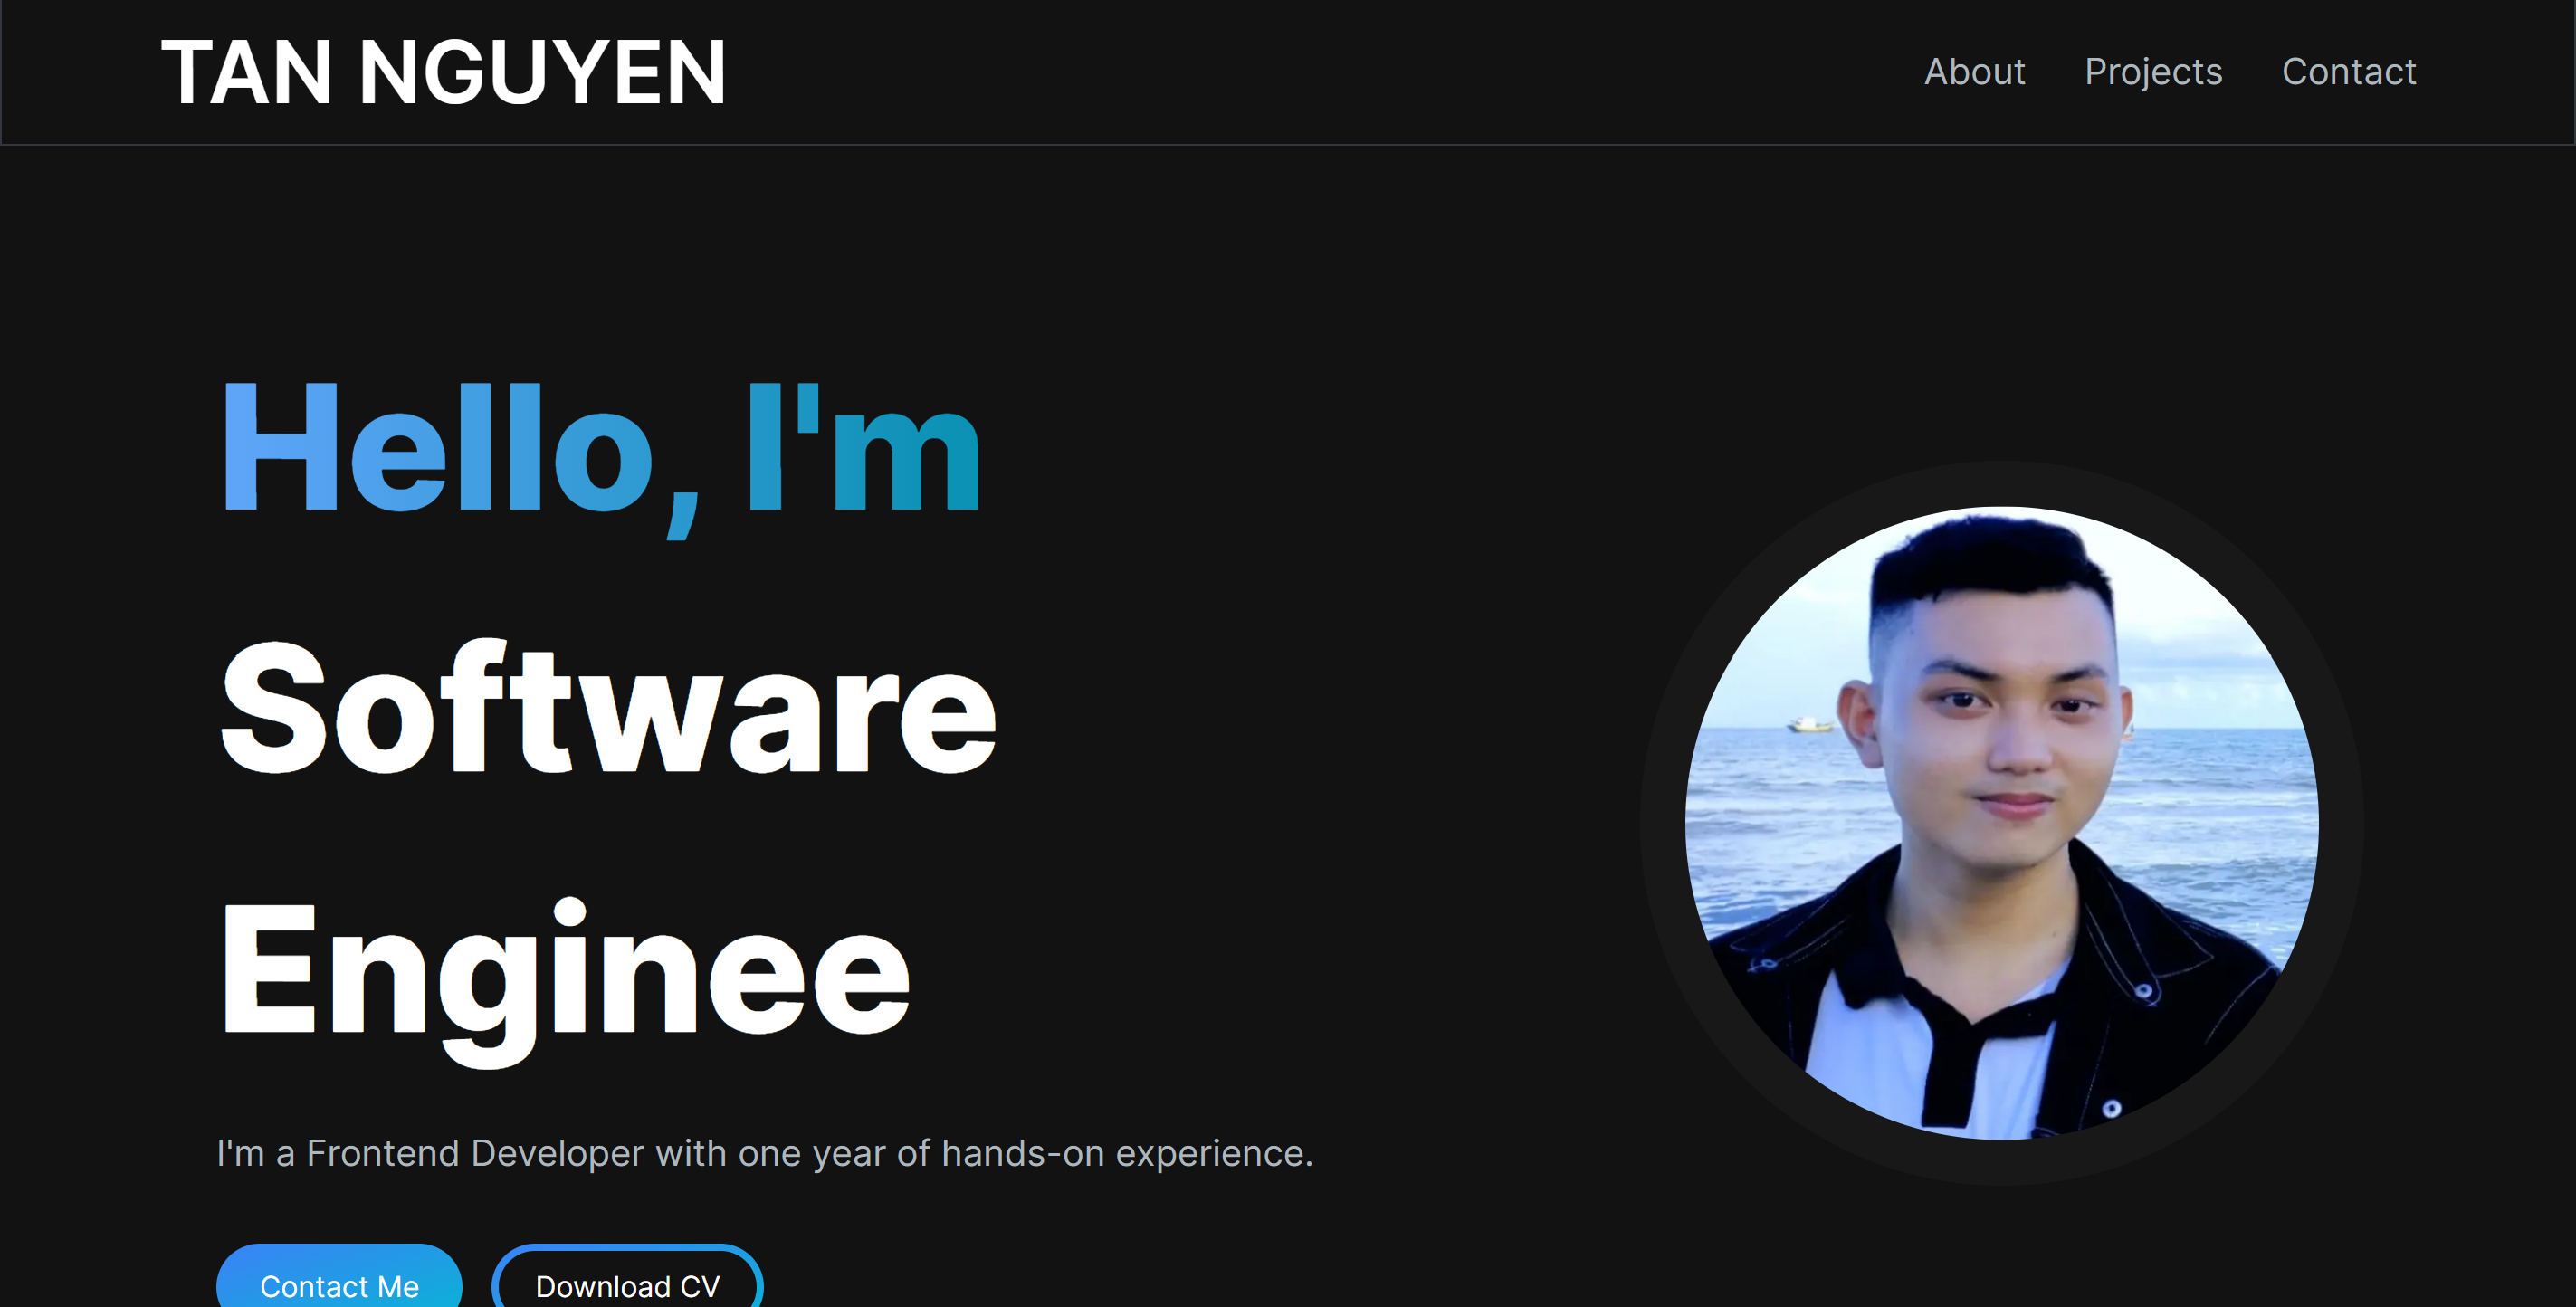 TAN NGUYEN
About Projects Contact
Hello, I'm
Software
Enginee
I'm a Frontend Developer with one year of hands-on experience.
Contact Me Download CV